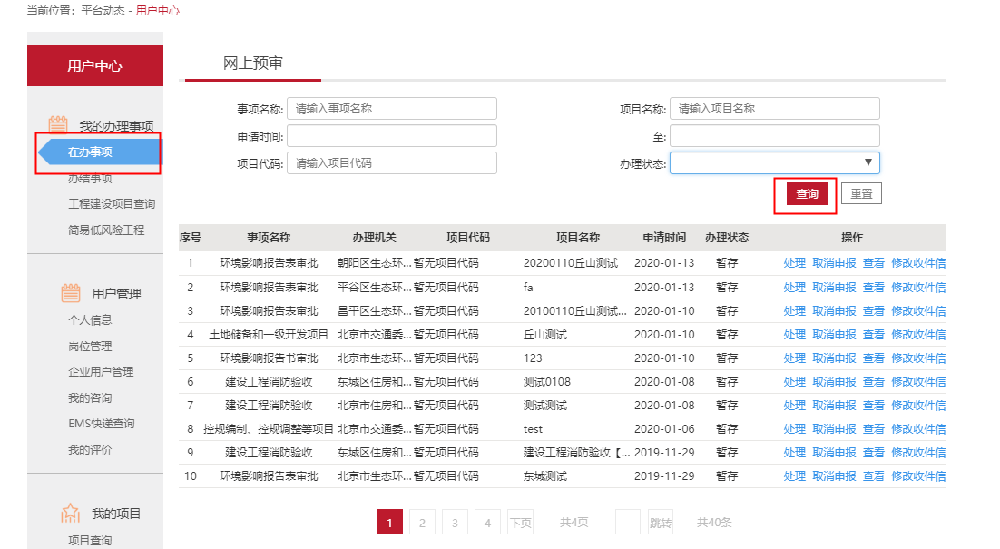 当前位置：平台动态 - 用户中心
用户中心
我的办理事项
在办事项
办结事项
工程建设项目查询
简易低风险工程
用户管理
个人信息
岗位管理
企业用户管理
我的咨询
EMS快递查询
我的评价
我的项目
项目查询
网上预审
事项名称: 请输入事项名称 项目名称: 请输入项目名称
申请时间: 至:
项目代码: 请输入项目代码 办理状态:
查询 重置
序号 事项名称 办理机关 项目代码 项目名称 申请时间 办理状态 操作
1 环境影响报告表审批 朝阳区生态环... 暂无项目代码 20200110丘山测试 2020-01-13 暂存 处理 取消申报 查看 修改收件信
2 环境影响报告表审批 平谷区生态环... 暂无项目代码 fa 2020-01-13 暂存 处理 取消申报 查看 修改收件信
3 环境影响报告表审批 昌平区生态环... 暂无项目代码 20100110丘山测试... 2020-01-10 暂存 处理 取消申报 查看 修改收件信
4 土地储备和一级开发项目 北京市交通委... 暂无项目代码 丘山测试 2020-01-10 暂存 处理 取消申报 查看 修改收件信
5 环境影响报告书审批 北京市生态环... 暂无项目代码 123 2020-01-10 暂存 处理 取消申报 查看 修改收件信
6 建设工程消防验收 东城区住房和... 暂无项目代码 测试0108 2020-01-08 暂存 处理 取消申报 查看 修改收件信
7 建设工程消防验收 北京市住房和... 暂无项目代码 测试测试 2020-01-08 暂存 处理 取消申报 查看 修改收件信
8 控规编制、控规调整等项目 北京市交通委... 暂无项目代码 test 2020-01-06 暂存 处理 取消申报 查看 修改收件信
9 建设工程消防验收 东城区住房和... 暂无项目代码 建设工程消防验收【... 2019-11-29 暂存 处理 取消申报 查看 修改收件信
10 环境影响报告表审批 北京市生态环... 暂无项目代码 东城测试 2019-11-29 暂存 处理 取消申报 查看 修改收件信
1 2 3 4 下页 共4页 跳转 共40条